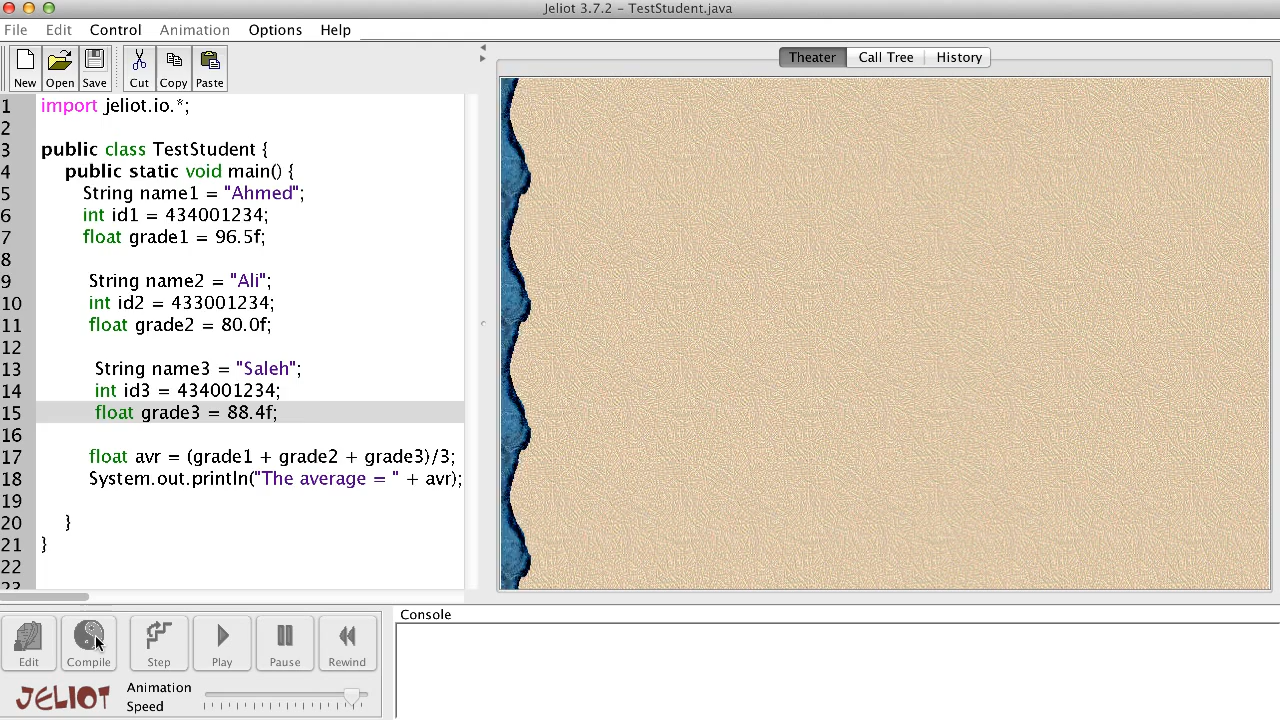 Jeliot 3.7.2 – TestStudent.java
File Edit Control Animation Options Help
New Open Save Cut Copy Paste
Theater Call Tree History
1 import jeliot.io.*;
2
3 public class TestStudent {
4 public static void main() {
5 String name1 = "Ahmed";
6 int id1 = 434001234;
7 float grade1 = 96.5f;
8
9 String name2 = "Ali";
10 int id2 = 433001234;
11 float grade2 = 80.0f;
12
13 String name3 = "Saleh";
14 int id3 = 434001234;
15 float grade3 = 88.4f;
16
17 float avr = (grade1 + grade2 + grade3)/3;
18 System.out.println("The average = " + avr);
19
20 }
21 }
22
23
Edit Compile Step Play Pause Rewind
Console
JELIOT Animation Speed